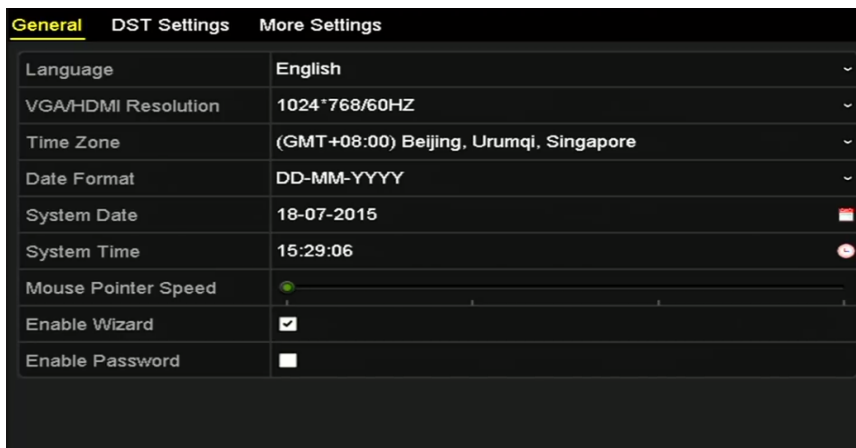 General DST Settings More Settings
Language English
VGA/HDMI Resolution 1024*768/60HZ
Time Zone (GMT+08:00) Beijing, Urumqi, Singapore
Date Format DD-MM-YYYY
System Date 18-07-2015
System Time 15:29:06
Mouse Pointer Speed
Enable Wizard
Enable Password